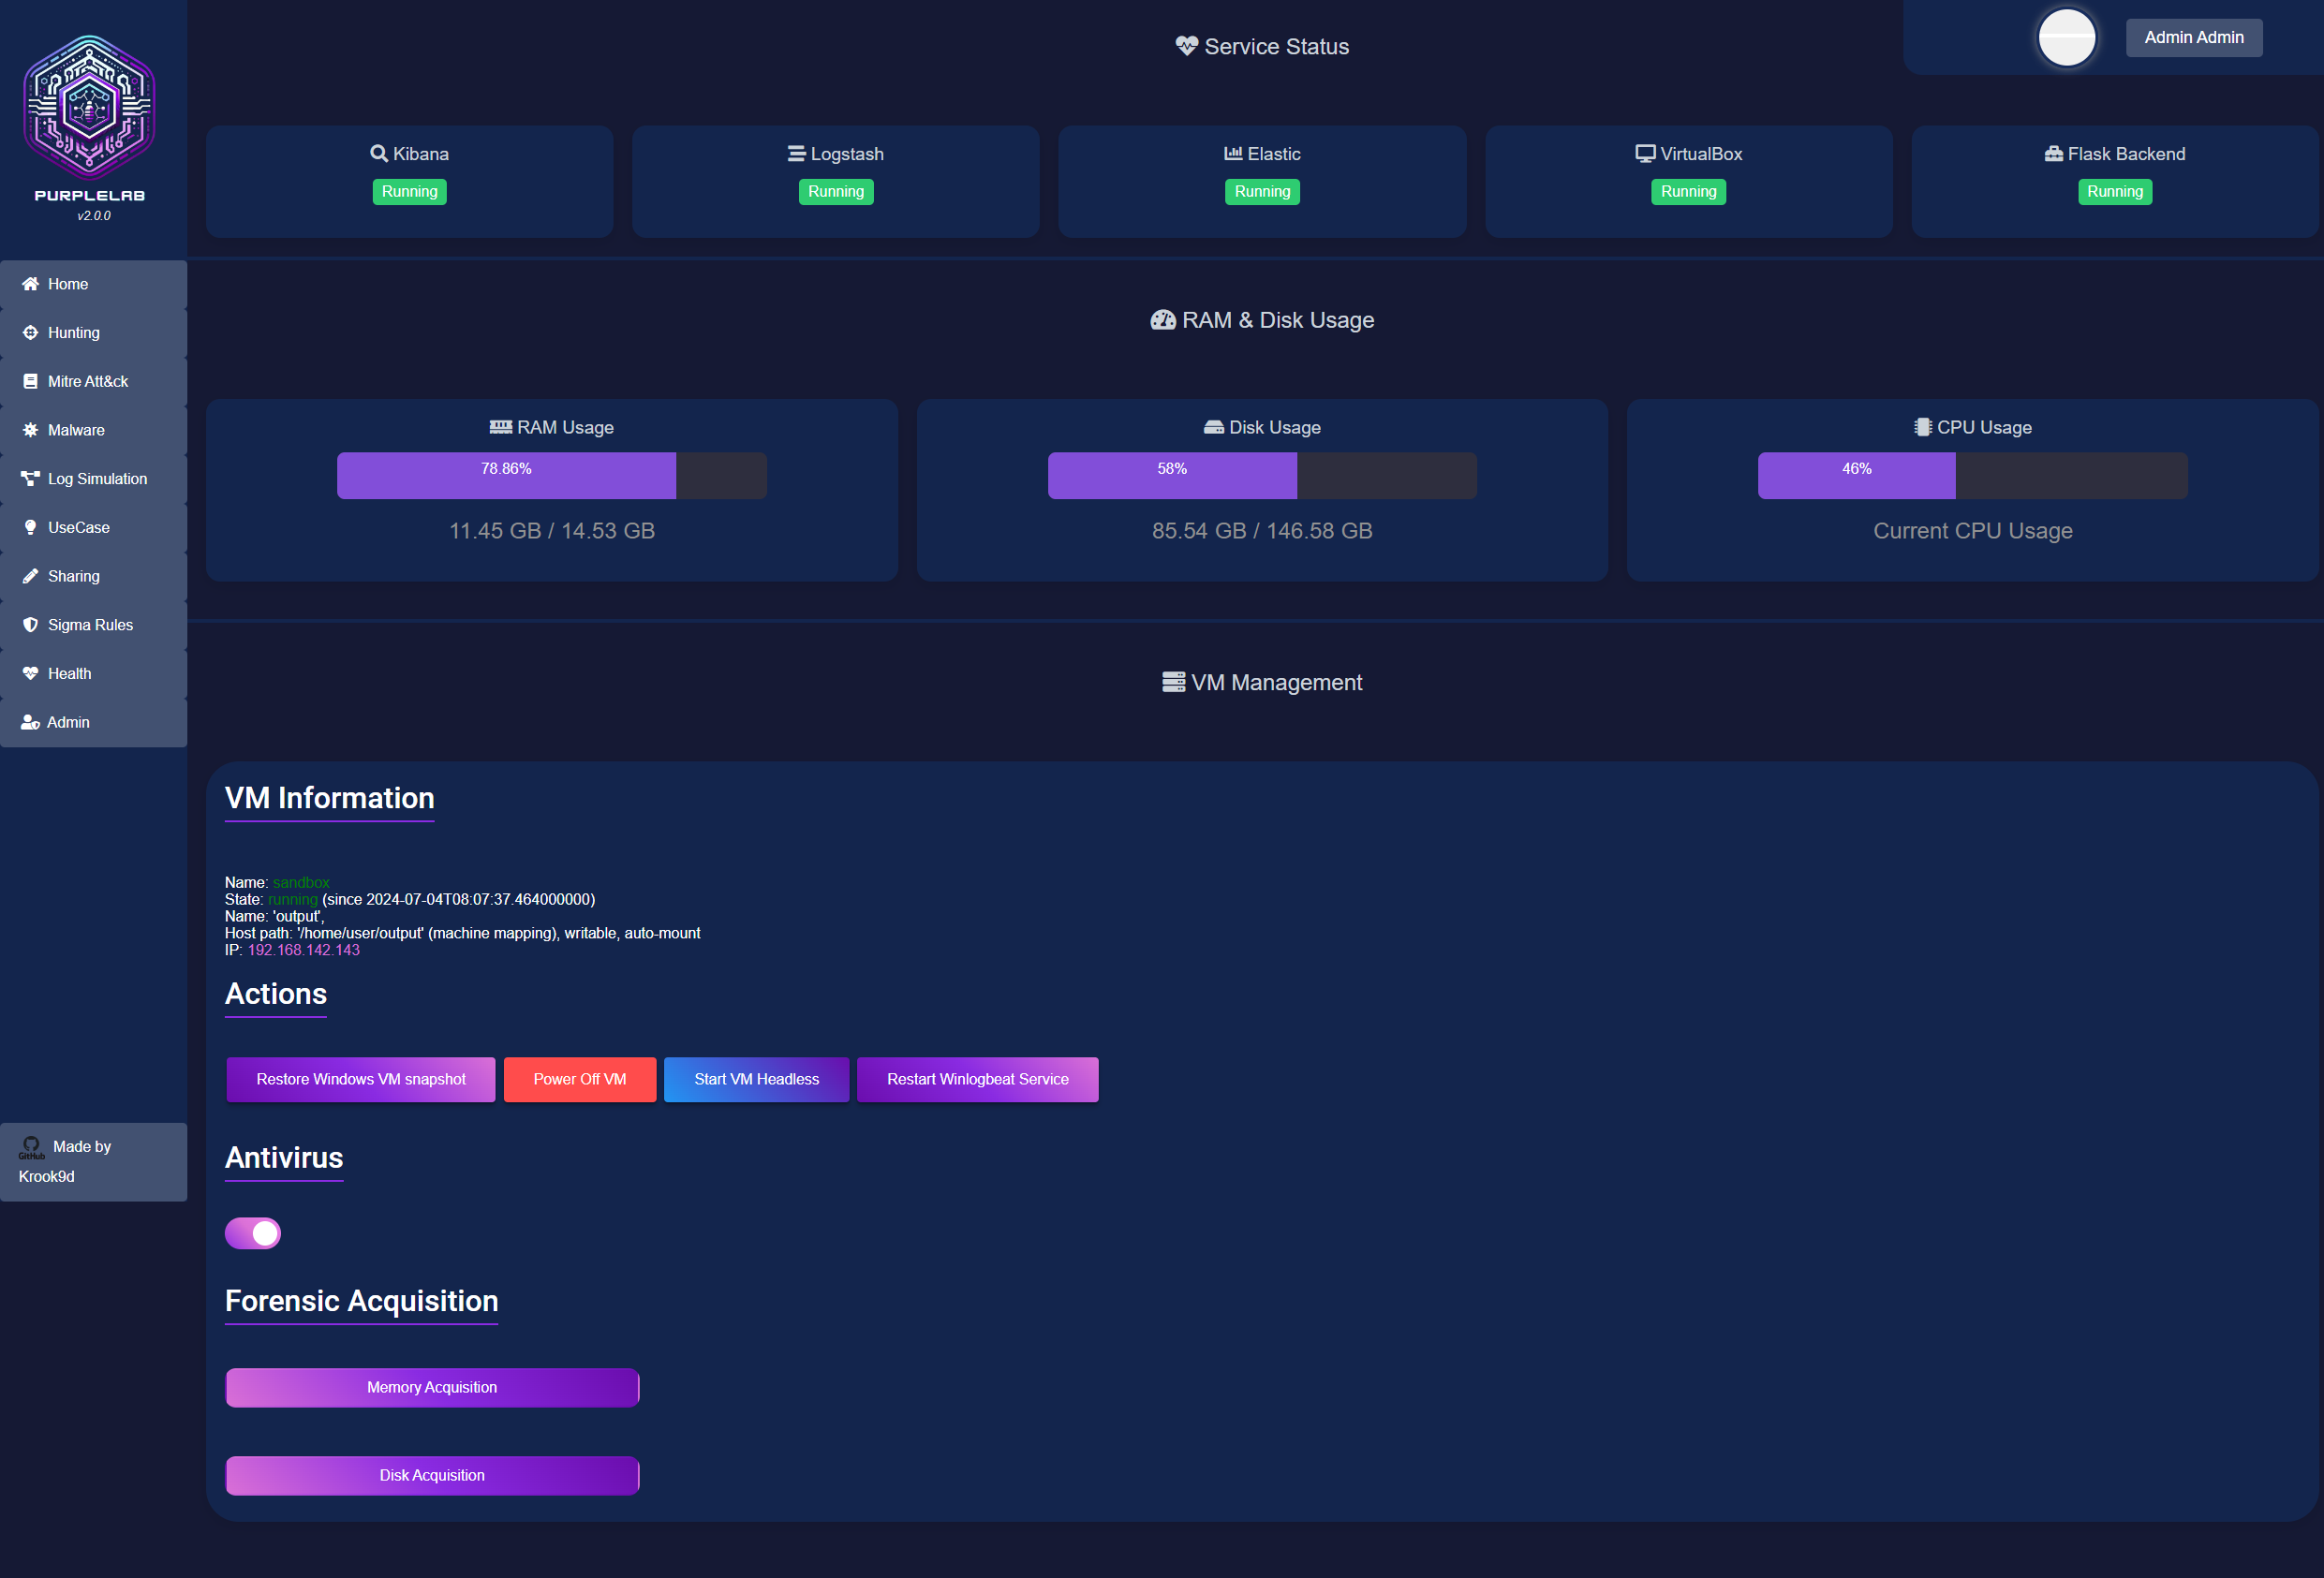 PURPLELAB
v2.0.0
Home
Hunting
Mitre Att&ck
Malware
Log Simulation
UseCase
Sharing
Sigma Rules
Health
Admin
GitHub Made by
Krook9d
Service Status
Admin Admin
Kibana
Running
Logstash
Running
Elastic
Running
VirtualBox
Running
Flask Backend
Running
RAM & Disk Usage
RAM Usage
78.86%
11.45 GB / 14.53 GB
Disk Usage
58%
85.54 GB / 146.58 GB
CPU Usage
46%
Current CPU Usage
VM Management
VM Information
Name: sandbox
State: running (since 2024-07-04T08:07:37.464000000)
Name: 'output',
Host path: '/home/user/output' (machine mapping), writable, auto-mount
IP: 192.168.142.143
Actions
Restore Windows VM snapshot
Power Off VM
Start VM Headless
Restart Winlogbeat Service
Antivirus
Forensic Acquisition
Memory Acquisition
Disk Acquisition